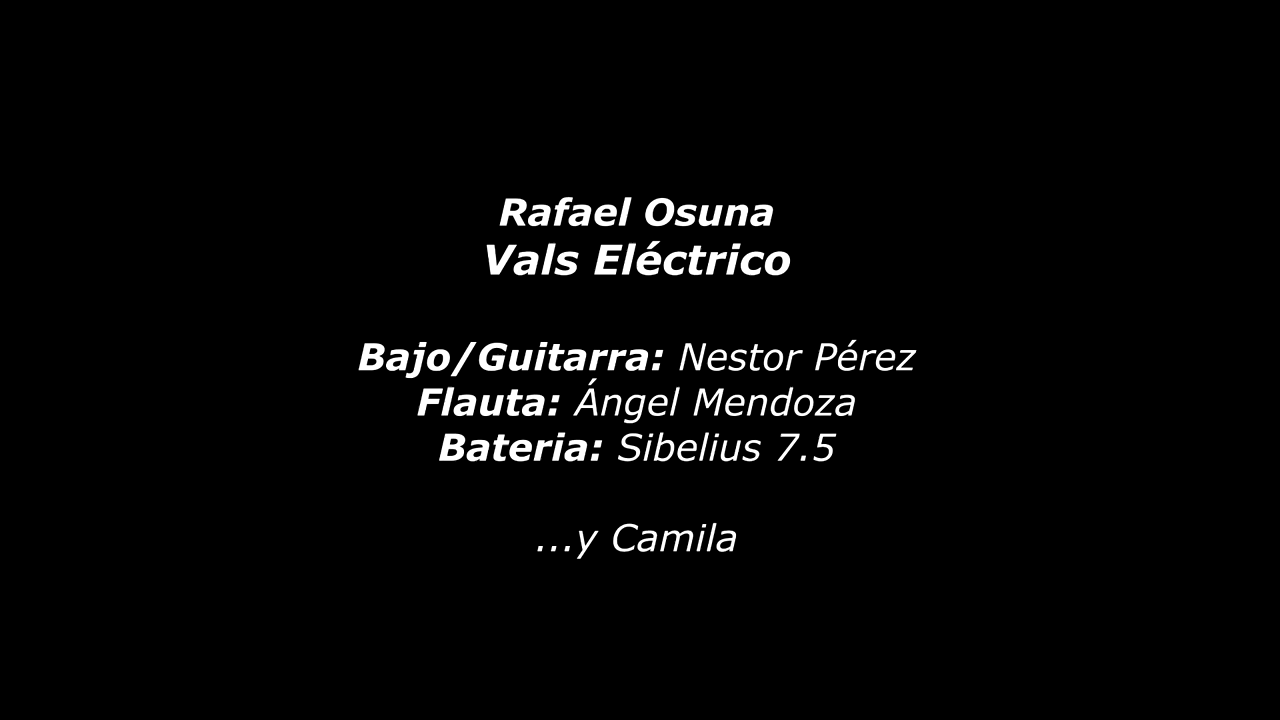 Rafael Osuna
Vals Eléctrico
Bajo/Guitarra: Nestor Pérez
Flauta: Ángel Mendoza
Bateria: Sibelius 7.5
...y Camila